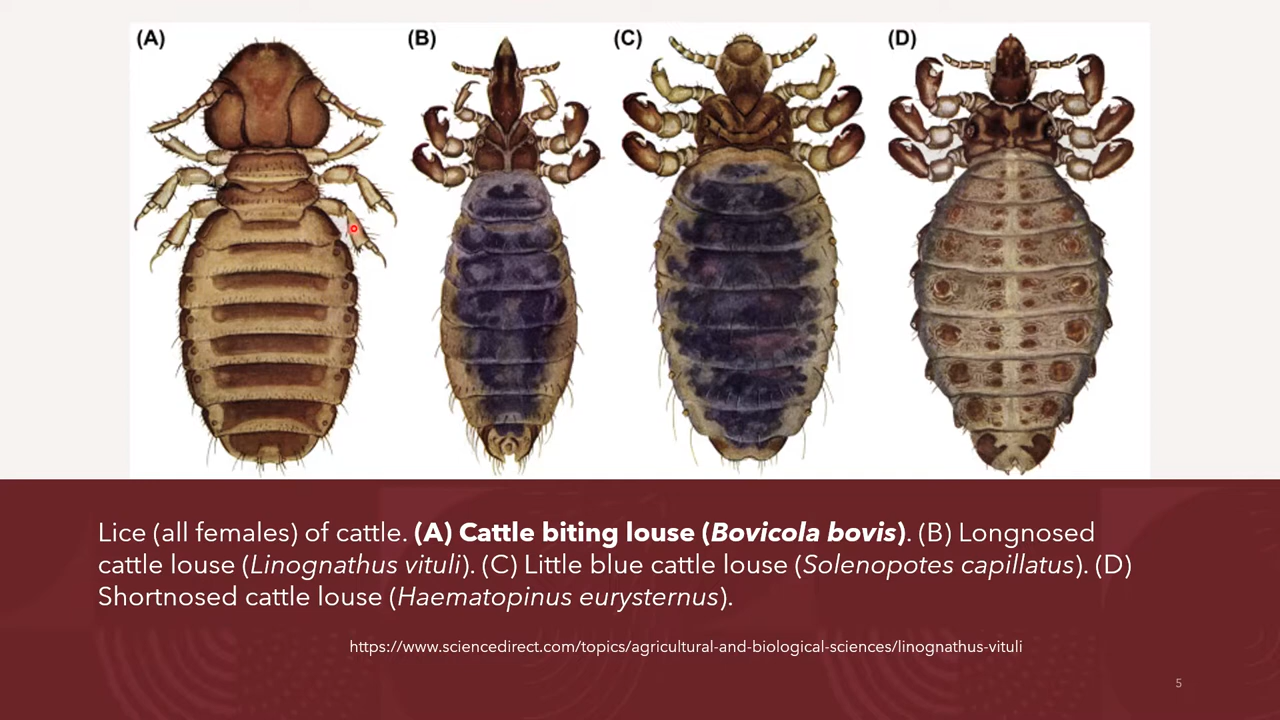 (A) (B) (C) (D)
Lice (all females) of cattle. (A) Cattle biting louse (Bovicola bovis). (B) Longnosed
cattle louse (Linognathus vituli). (C) Little blue cattle louse (Solenopotes capillatus). (D)
Shortnosed cattle louse (Haematopinus eurysternus).
https://www.sciencedirect.com/topics/agricultural-and-biological-sciences/linognathus-vituli
5